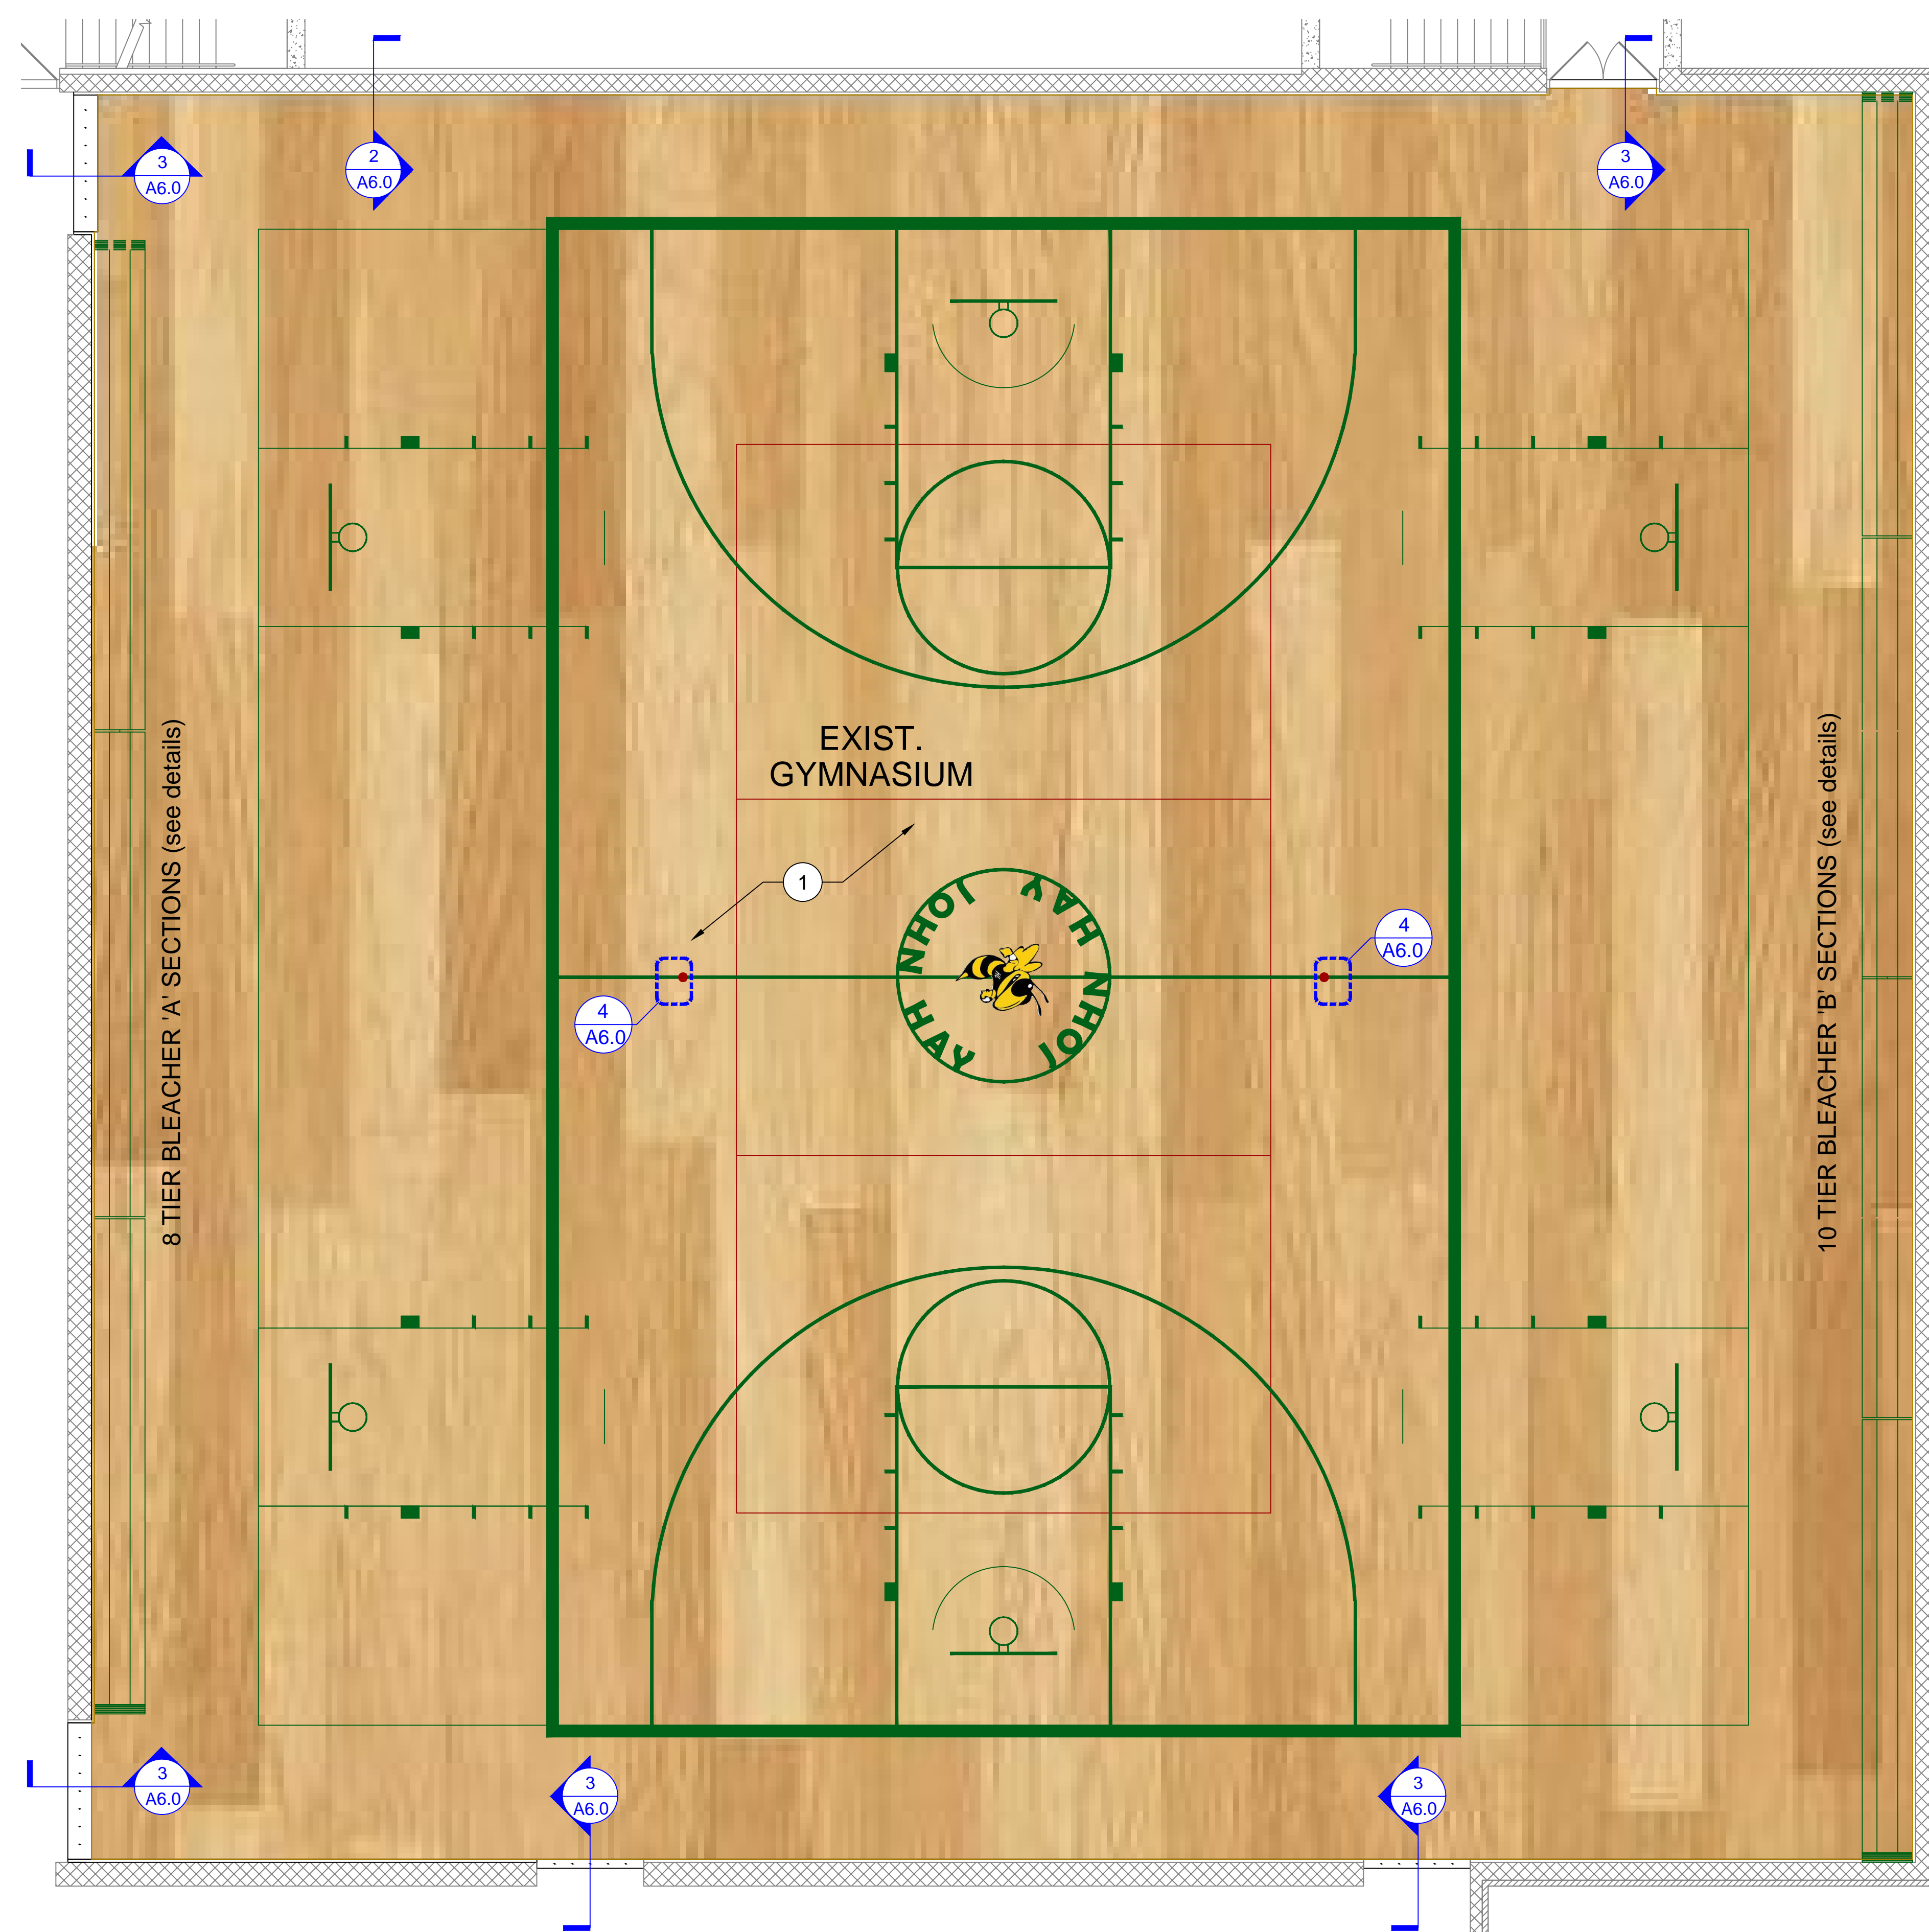 3
A6.0
2
A6.0
3
A6.0
EXIST.
GYMNASIUM
1
8 TIER BLEACHER 'A' SECTIONS (see details)
10 TIER BLEACHER 'B' SECTIONS (see details)
JOHN HAY
JOHN HAY
4
A6.0
4
A6.0
3
A6.0
3
A6.0
3
A6.0